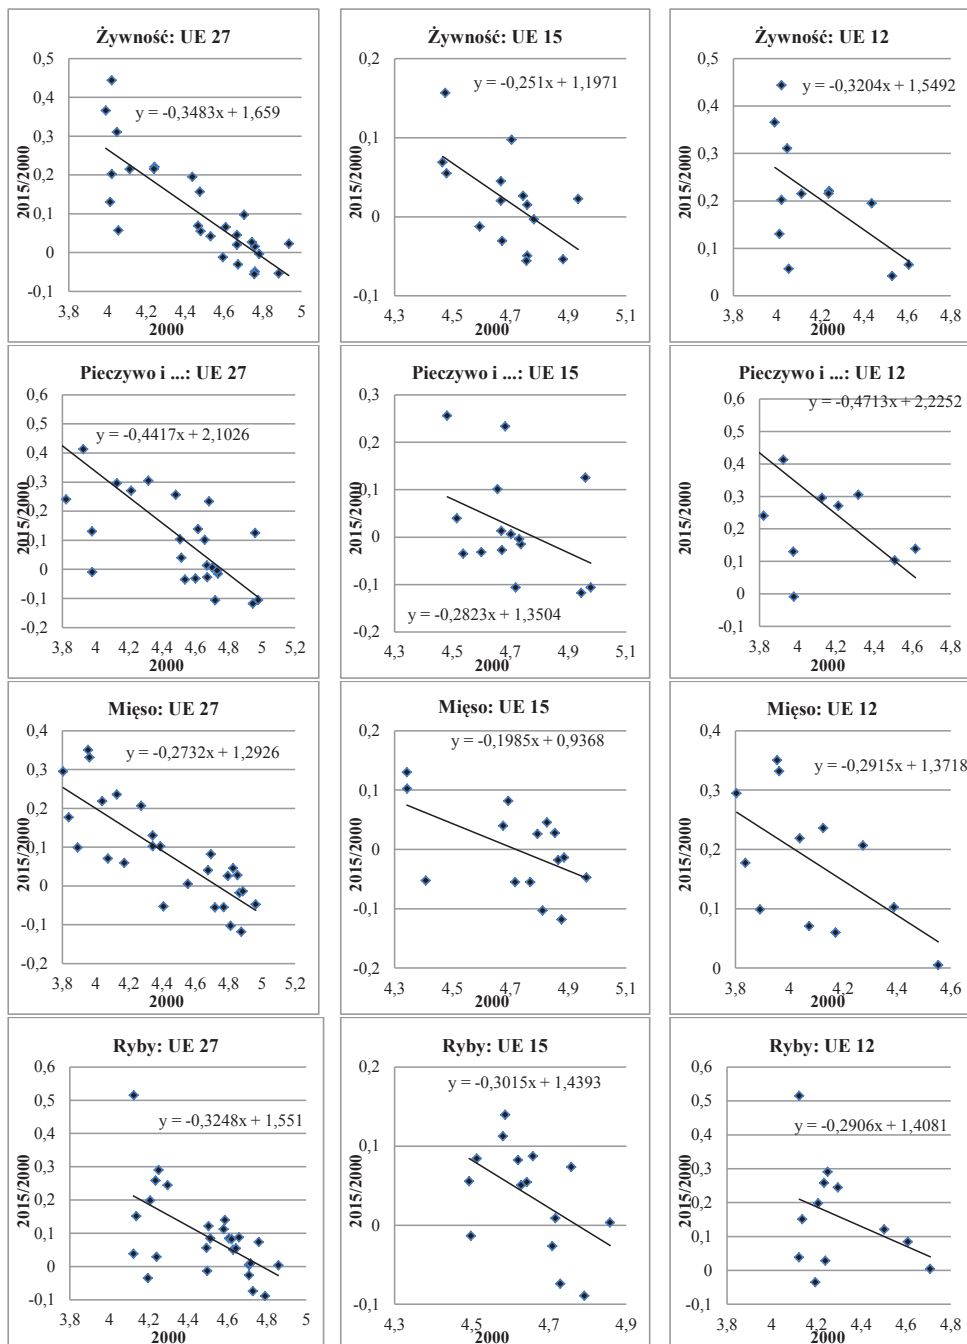 Żywność: UE 27
0,5
0,4
0,3
0,2
0,1
0
-0,1
2015/2000
y = -0,3483x + 1,659
3,8 4 4,2 4,4 4,6 4,8 5
2000
Żywność: UE 15
0,2
0,1
0
-0,1
2015/2000
y = -0,251x + 1,1971
4,3 4,5 4,7 4,9 5,1
2000
Żywność: UE 12
0,5
0,4
0,3
0,2
0,1
0
2015/2000
y = -0,3204x + 1,5492
3,8 4 4,2 4,4 4,6 4,8
2000
Pieczywo i ...: UE 27
0,6
0,5
0,4
0,3
0,2
0,1
0
-0,1
-0,2
2015/2000
y = -0,4417x + 2,1026
3,8 4 4,2 4,4 4,6 4,8 5 5,2
2000
Pieczywo i ...: UE 15
0,3
0,2
0,1
0
-0,1
-0,2
2015/2000
y = -0,2823x + 1,3504
4,3 4,5 4,7 4,9 5,1
2000
Pieczywo i ...: UE 12
0,6
0,5
0,4
0,3
0,2
0,1
0
-0,1
2015/2000
y = -0,4713x + 2,2252
3,8 4 4,2 4,4 4,6 4,8
2000
Mięso: UE 27
0,4
0,3
0,2
0,1
0
-0,1
-0,2
2015/2000
y = -0,2732x + 1,2926
3,8 4 4,2 4,4 4,6 4,8 5 5,2
2000
Mięso: UE 15
0,2
0,1
0
-0,1
-0,2
2015/2000
y = -0,1985x + 0,9368
4,3 4,5 4,7 4,9 5,1
2000
Mięso: UE 12
0,4
0,3
0,2
0,1
0
2015/2000
y = -0,2915x + 1,3718
3,8 4 4,2 4,4 4,6
2000
Ryby: UE 27
0,6
0,5
0,4
0,3
0,2
0,1
0
-0,1
2015/2000
y = -0,3248x + 1,551
3,8 4 4,2 4,4 4,6 4,8 5
2000
Ryby: UE 15
0,2
0,1
0
-0,1
2015/2000
y = -0,3015x + 1,4393
4,3 4,5 4,7 4,9
2000
Ryby: UE 12
0,6
0,5
0,4
0,3
0,2
0,1
0
-0,1
2015/2000
y = -0,2906x + 1,4081
3,8 4 4,2 4,4 4,6 4,8
2000